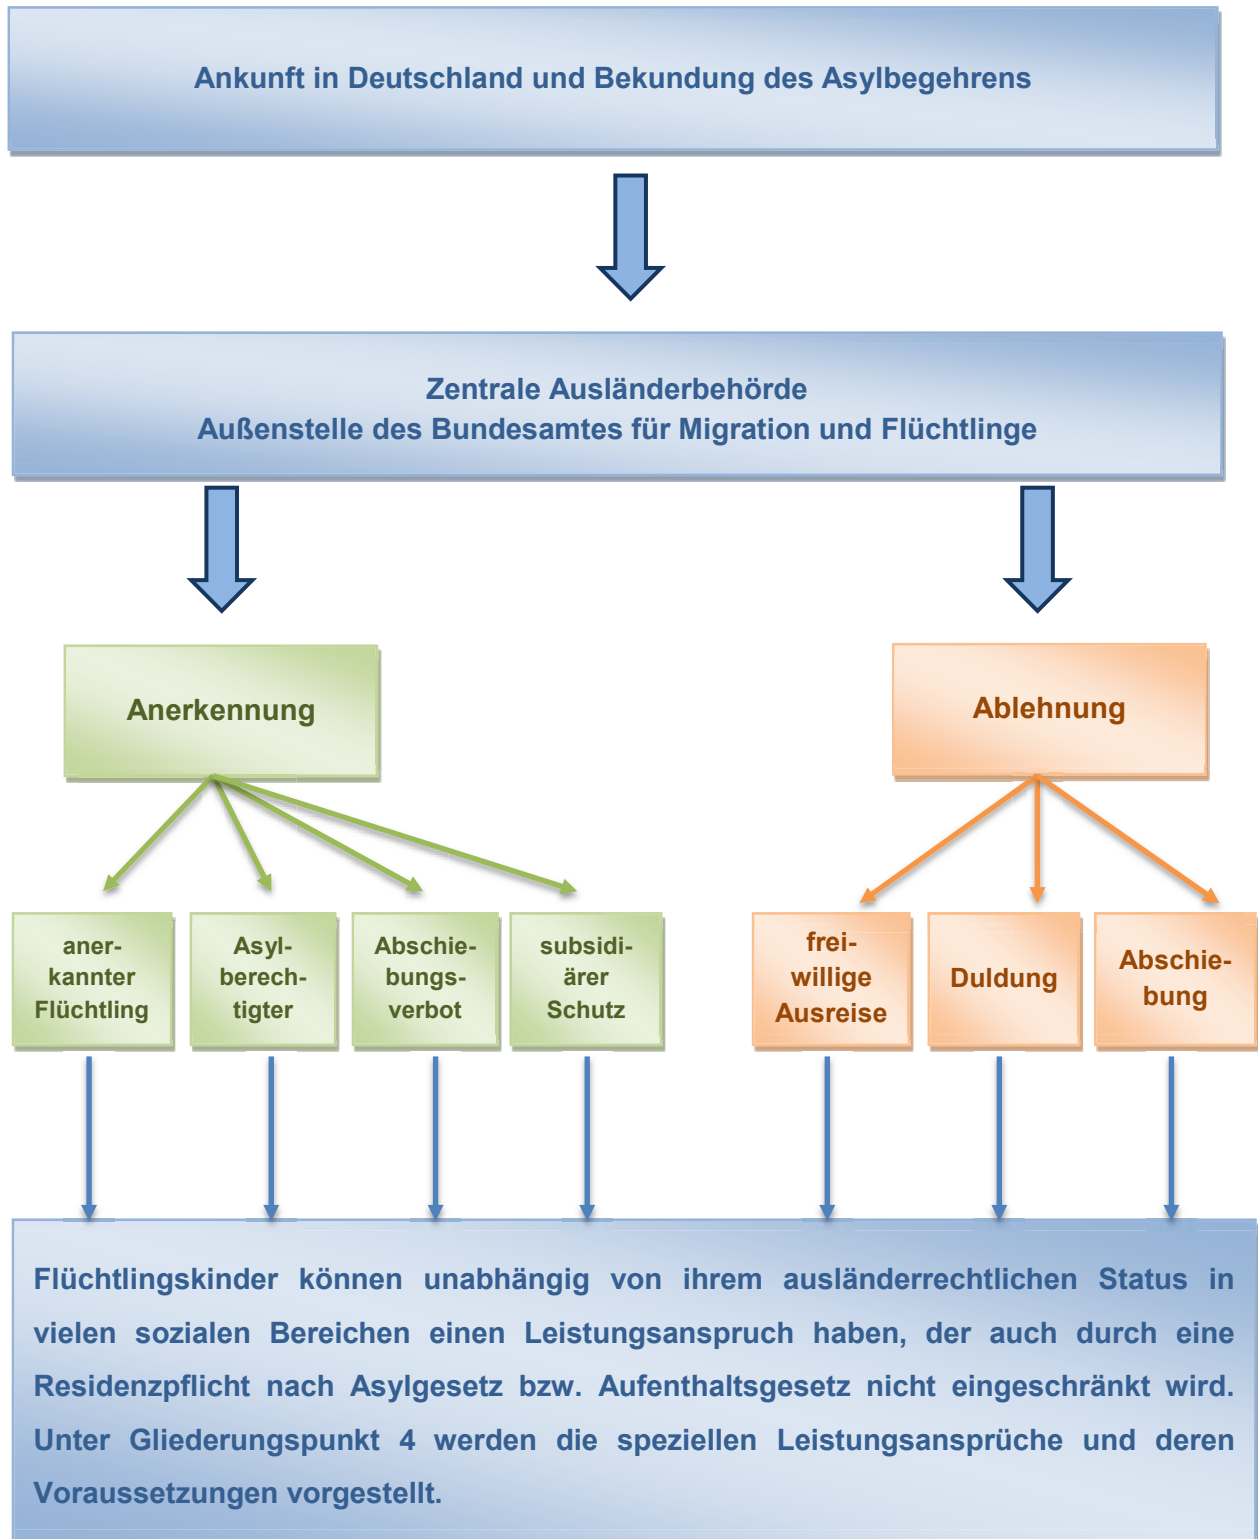 Ankunft in Deutschland und Bekundung des Asylbegehrens
Zentrale Ausländerbehörde
Außenstelle des Bundesamtes für Migration und Flüchtlinge
Anerkennung
Ablehnung
aner-
kannter
Flüchtling
Asyl-
berech-
tigter
Abschie-
bungs-
verbot
subsidi-
ärer
Schutz
frei-
willige
Ausreise
Duldung
Abschie-
bung
Flüchtlingskinder können unabhängig von ihrem ausländerrechtlichen Status in
vielen sozialen Bereichen einen Leistungsanspruch haben, der auch durch eine
Residenzpflicht nach Asylgesetz bzw. Aufenthaltsgesetz nicht eingeschränkt wird.
Unter Gliederungspunkt 4 werden die speziellen Leistungsansprüche und deren
Voraussetzungen vorgestellt.